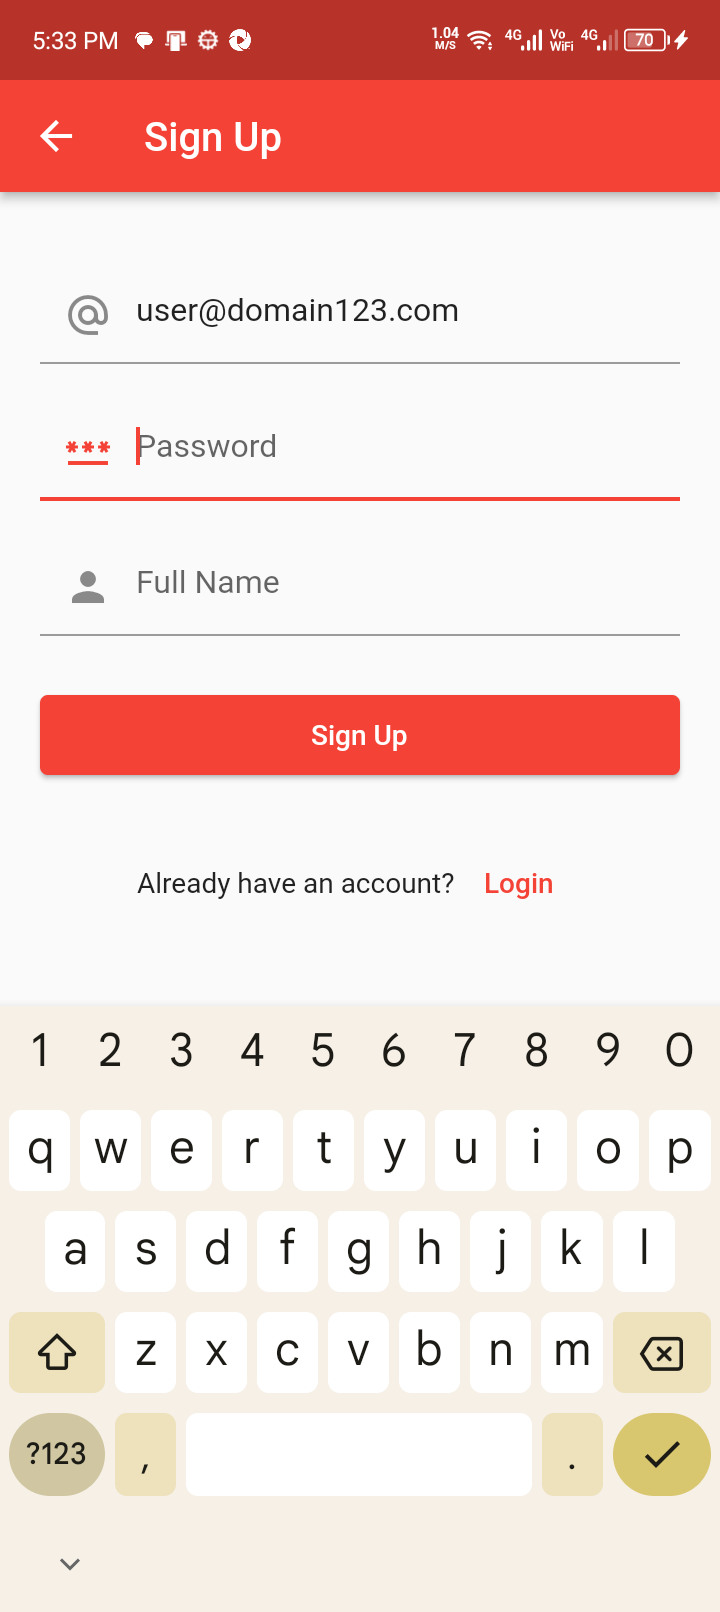 5:33 PM 1.04 M/S 4G Vo WiFi 4G 70
Sign Up
user@domain123.com
*** Password
Full Name
Sign Up
Already have an account? Login
1 2 3 4 5 6 7 8 9 0
q w e r t y u i o p
a s d f g h j k l
z x c v b n m
?123 , .